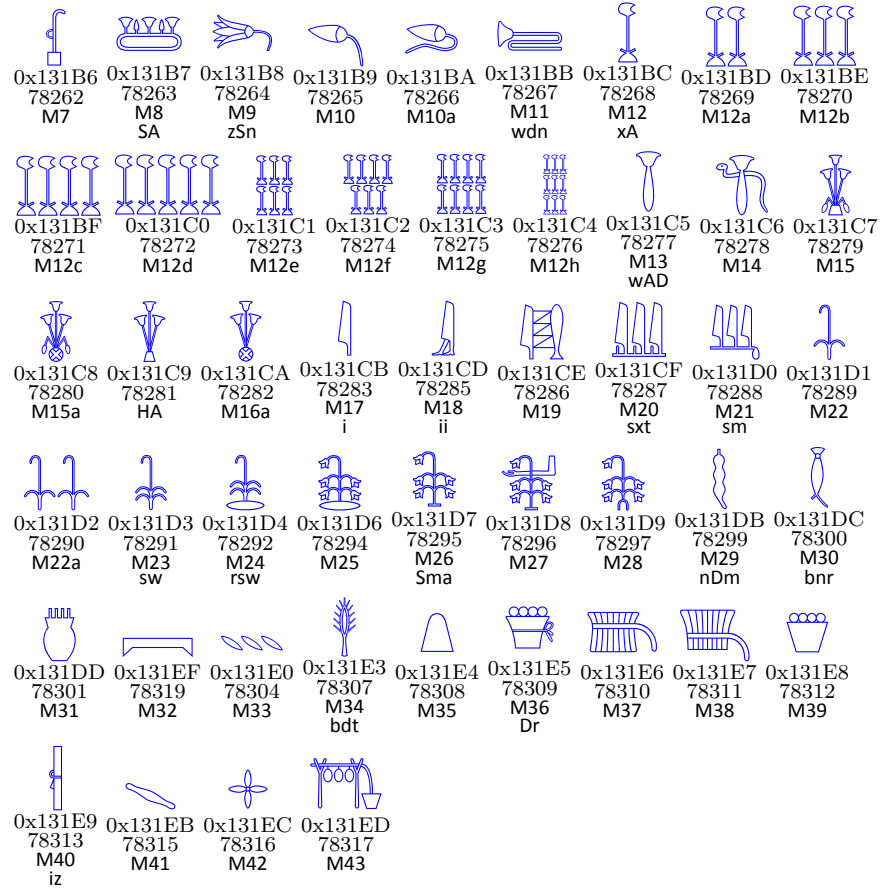 0x131B6 0x131B7 0x131B8 0x131B9 0x131BA 0x131BB 0x131BC 0x131BD 0x131BE
78262 78263 78264 78265 78266 78267 78268 78269 78270
M7 M8 M9 M10 M10a M11 M12 M12a M12b
SA zSn wdn xA
0x131BF 0x131C0 0x131C1 0x131C2 0x131C3 0x131C4 0x131C5 0x131C6 0x131C7
78271 78272 78273 78274 78275 78276 78277 78278 78279
M12c M12d M12e M12f M12g M12h M13 M14 M15
wAD
0x131C8 0x131C9 0x131CA 0x131CB 0x131CD 0x131CE 0x131CF 0x131D0 0x131D1
78280 78281 78282 78283 78285 78286 78287 78288 78289
M15a HA M16a M17 M18 M19 M20 M21 M22
i ii sxt sm
0x131D2 0x131D3 0x131D4 0x131D6 0x131D7 0x131D8 0x131D9 0x131DB 0x131DC
78290 78291 78292 78294 78295 78296 78297 78299 78300
M22a M23 M24 M25 M26 M27 M28 M29 M30
sw rsw Sma nDm bnr
0x131DD 0x131EF 0x131E0 0x131E3 0x131E4 0x131E5 0x131E6 0x131E7 0x131E8
78301 78319 78304 78307 78308 78309 78310 78311 78312
M31 M32 M33 M34 M35 M36 M37 M38 M39
bdt Dr
0x131E9 0x131EB 0x131EC 0x131ED
78313 78315 78316 78317
M40 M41 M42 M43
iz